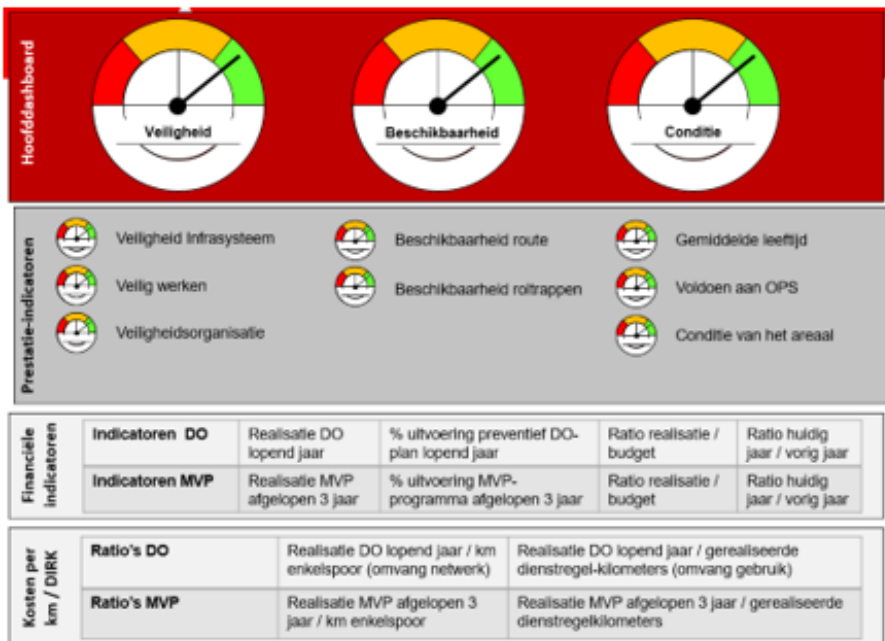 Hoofddashboard
Veiligheid
Beschikbaarheid
Conditie
Prestatie-indicatoren
Veiligheid Infrasysteem
Veilig werken
Veiligheidsorganisatie
Beschikbaarheid route
Beschikbaarheid roltrappen
Gemiddelde leeftijd
Voldoen aan OPS
Conditie van het areaal
Financiële
indicatoren
Indicatoren DO
Realisatie DO
lopend jaar
% uitvoering preventief DO-
plan lopend jaar
Ratio realisatie /
budget
Ratio huidig
jaar / vorig jaar
Indicatoren MVP
Realisatie MVP
afgelopen 3 jaar
% uitvoering MVP-
programma afgelopen 3 jaar
Ratio realisatie /
budget
Ratio huidig
jaar / vorig jaar
Kosten per
km / DIRK
Ratio's DO
Realisatie DO lopend jaar / km
enkelspoor (omvang netwerk)
Realisatie DO lopend jaar / gerealiseerde
dienstregel-kilometers (omvang gebruik)
Ratio's MVP
Realisatie MVP afgelopen 3
jaar / km enkelspoor
Realisatie MVP afgelopen 3 jaar / gerealiseerde
dienstregelkilometers